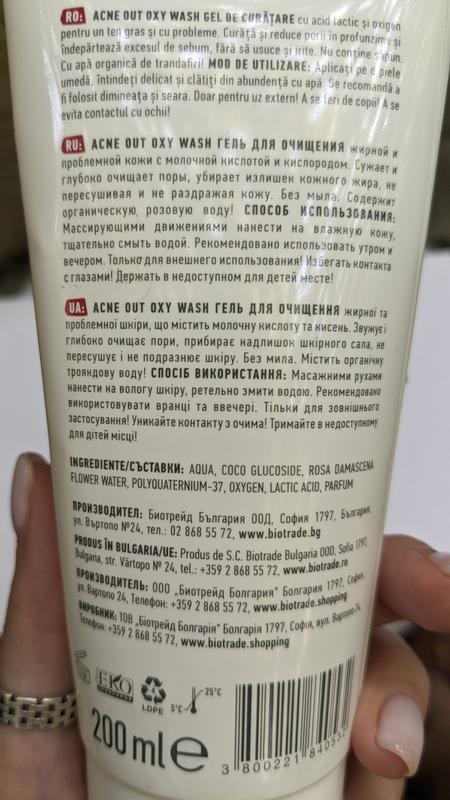 RO: ACNE OUT OXY WASH GEL DE CURĂȚARE cu acid lactic și oxigen
pentru un ten gras și cu probleme. Curăță și reduce porii în profunzime și
îndepărtează excesul de sebum, fără să usuce și irite. Nu conține săpun.
Cu apă organică de trandafiri! MOD DE UTILIZARE: Aplicați pe pielea
umedă, întindeți delicat și clătiți din abundență cu apă. Se recomandă a
fi folosit dimineața și seara. Doar pentru uz extern! A se feri de copii! A se
evita contactul cu ochii!
RU: ACNE OUT OXY WASH ГЕЛЬ ДЛЯ ОЧИЩЕНИЯ жирной и
проблемной кожи с молочной кислотой и кислородом. Сужает и
глубоко очищает поры, убирает излишек кожного жира, не
пересушивая и не раздражая кожу. Без мыла. Содержит
органическую розовую воду! СПОСОБ ИСПОЛЬЗОВАНИЯ:
Массирующими движениями нанести на влажную кожу,
тщательно смыть водой. Рекомендовано использовать утром и
вечером. Только для внешнего использования! Избегать контакта
с глазами! Держать в недоступном для детей месте!
UA: ACNE OUT OXY WASH ГЕЛЬ ДЛЯ ОЧИЩЕННЯ жирної та
проблемної шкіри, що містить молочну кислоту та кисень. Звужує і
глибоко очищає пори, прибирає надлишок шкірного сала, не
пересушує і не подразнює шкіру. Без мила. Містить органічну
трояндову воду! СПОСІБ ВИКОРИСТАННЯ: Масажними рухами
нанести на вологу шкіру, ретельно змити водою. Рекомендовано
використовувати вранці та ввечері. Тільки для зовнішнього
застосування! Уникайте контакту з очима! Тримайте в недоступному
для дітей місці!
INGREDIENTE/СЪСТАВКИ: AQUA, COCO GLUCOSIDE, ROSA DAMASCENA
FLOWER WATER, POLYQUATERNIUM-37, OXYGEN, LACTIC ACID, PARFUM
ПРОИЗВОДИТЕЛ: Биотрейд България ООД, София 1797, България,
ул. Въртопо №24, тел.: 02 868 55 72, www.biotrade.bg
PRODUS ÎN BULGARIA/UE: Produs de S.C. Biotrade Bulgaria OOD, Sofia 1797,
Bulgaria, str. Vârtopo № 24, tel.: +359 2 868 55 72, www.biotrade.ro
ПРОИЗВОДИТЕЛЬ: ООО „Биотрейд Болгария" Болгария 1797, София,
ул. Вартопо 24, Телефон: +359 2 868 55 72, www.biotrade.shopping
ВИРОБНИК: ТОВ „Біотрейд Болгарія" Болгарія 1797, Софія, вул. Вартопо 24,
Телефон: +359 2 868 55 72, www.biotrade.shopping
ЕКО
LDPE
5°C
25°C
200 ml e
3 800221 840532